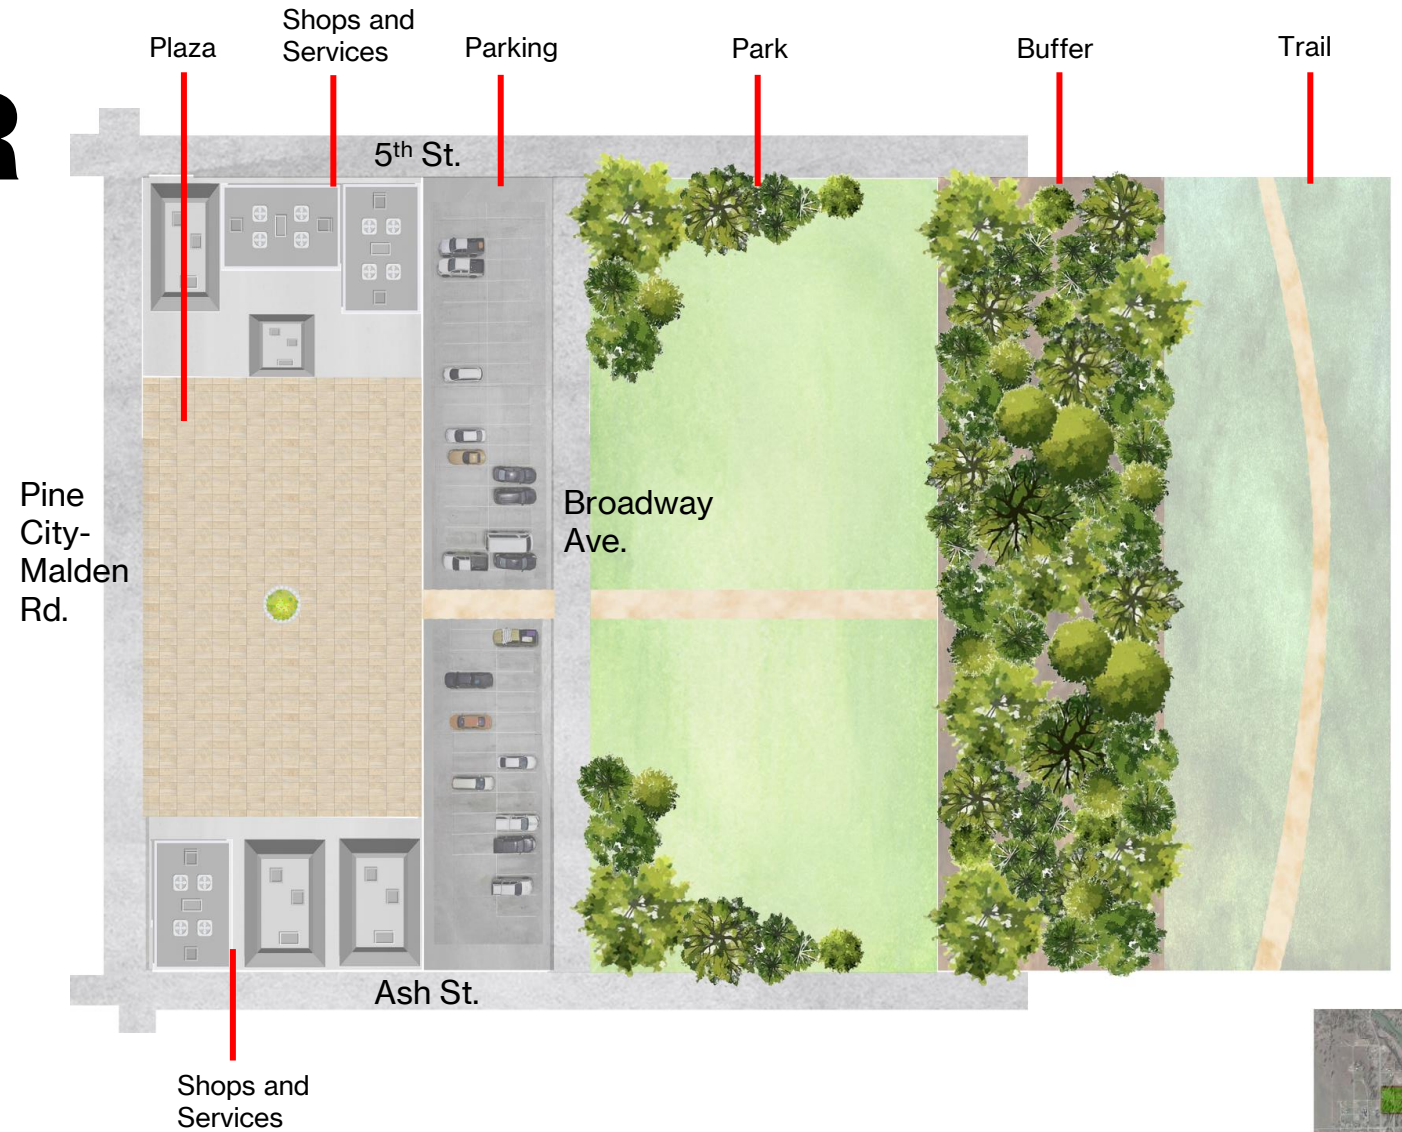 R
Plaza
Shops and
Services
Parking
Park
Buffer
Trail
5th St.
Pine
City-
Malden
Rd.
Broadway
Ave.
Ash St.
Shops and
Services